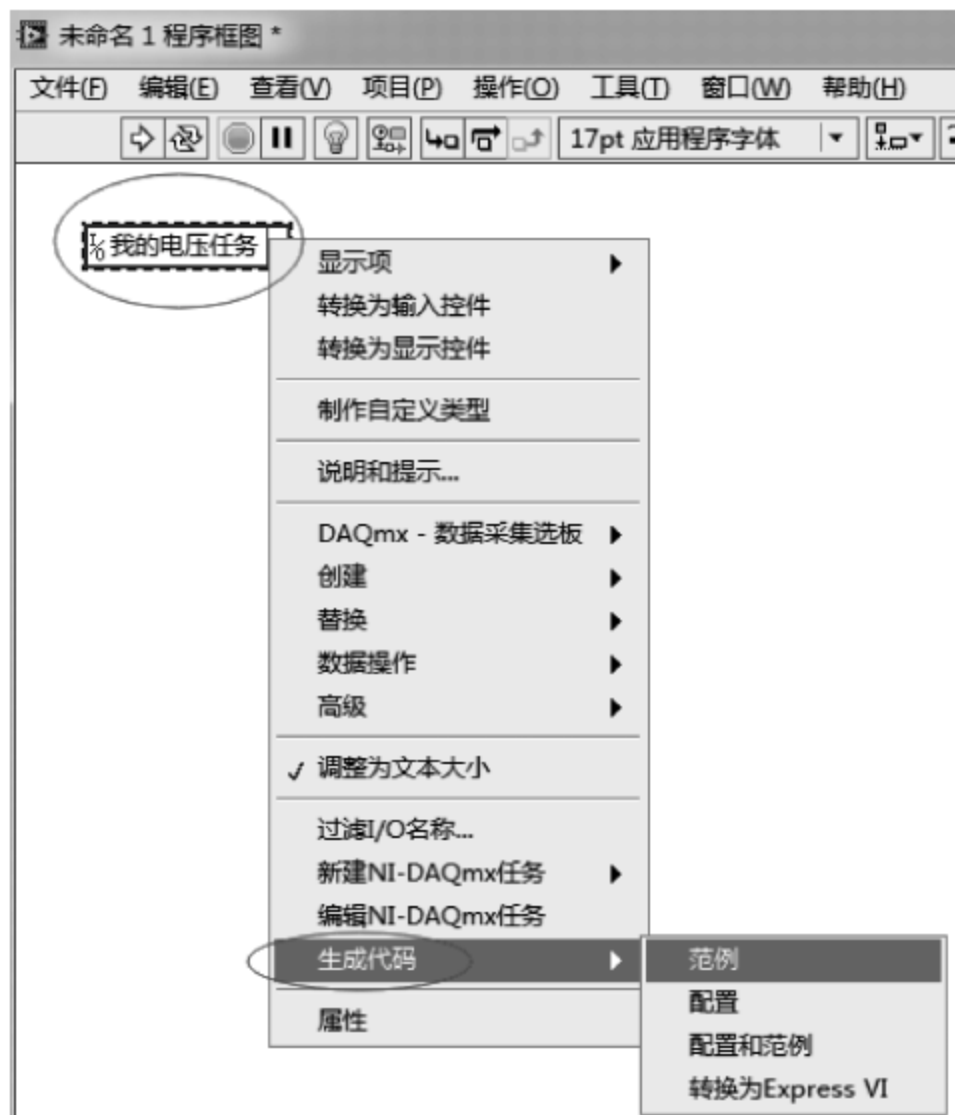 未命名 1 程序框图 *
文件(F) 编辑(E) 查看(V) 项目(P) 操作(O) 工具(T) 窗口(W) 帮助(H)
17pt 应用程序字体
我的电压任务
显示项
转换为输入控件
转换为显示控件
制作自定义类型
说明和提示...
DAQmx - 数据采集选板
创建
替换
数据操作
高级
调整为文本大小
过滤I/O名称...
新建NI-DAQmx任务
编辑NI-DAQmx任务
生成代码
属性
范例
配置
配置和范例
转换为Express VI